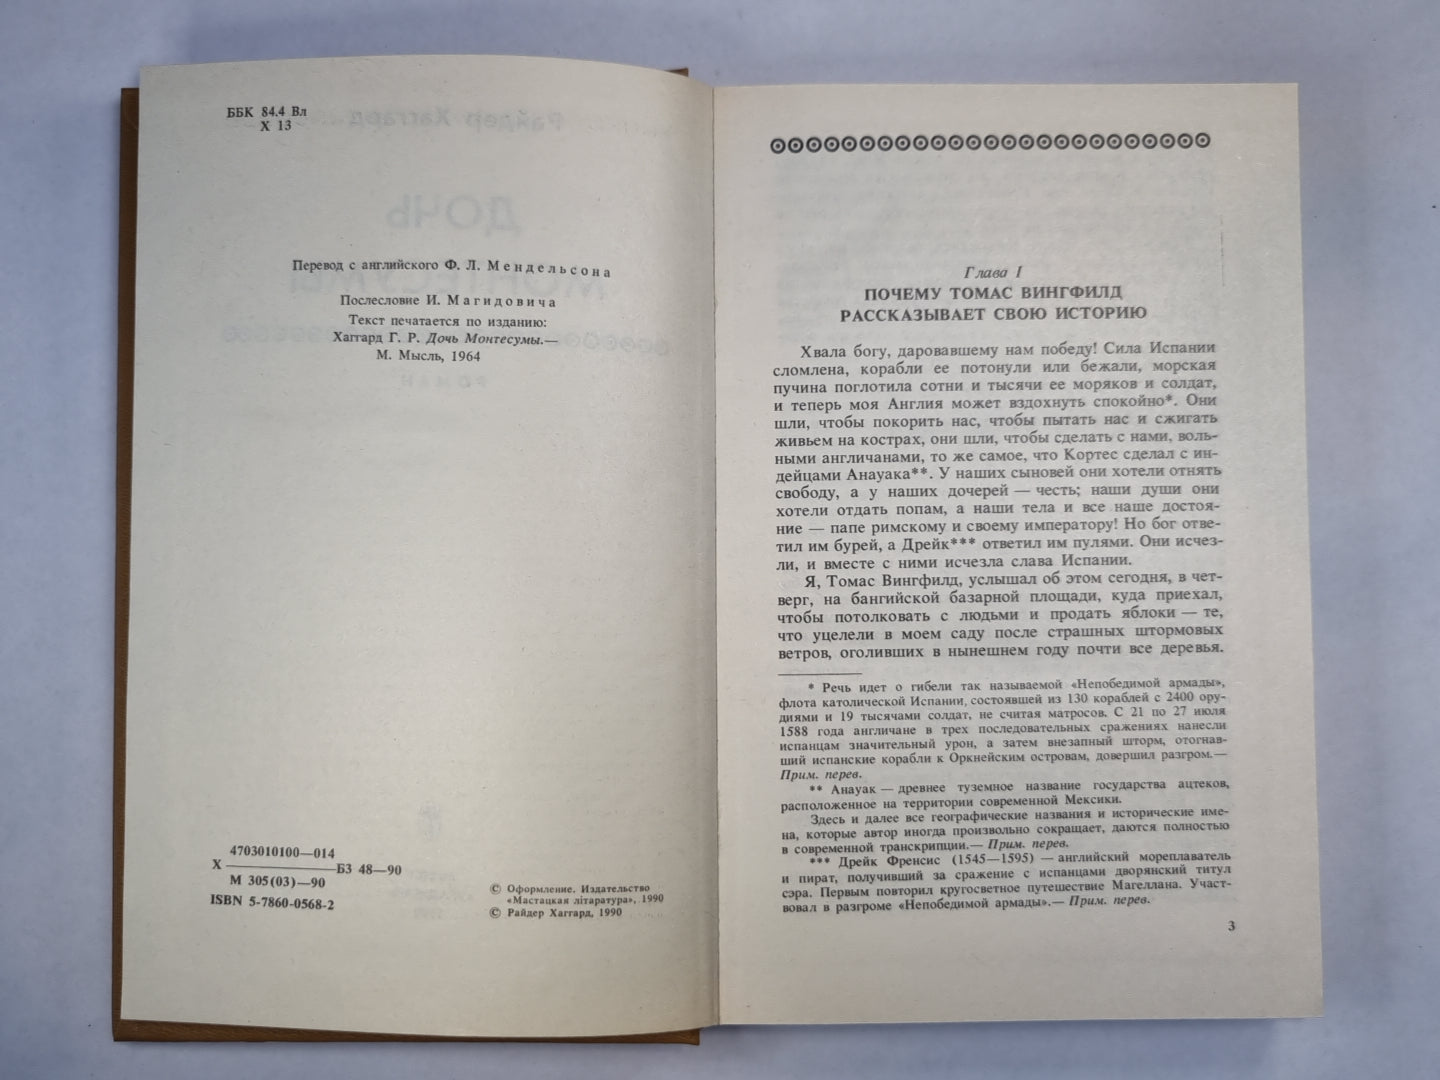 ББК 84.4 Вл
Х 13
Перевод с английского Ф. Л. Мендельсона
Послесловие И. Магидовича
Текст печатается по изданию:
Хаггард Г. Р. Дочь Монтесумы.—
М. Мысль, 1964
4703010100—014
Х ———— БЗ 48—90
М 305(03)—90
ISBN 5-7860-0568-2
© Оформление. Издательство
«Мастацкая літаратура», 1990
© Райдер Хаггард, 1990
Глава I
ПОЧЕМУ ТОМАС ВИНГФИЛД
РАССКАЗЫВАЕТ СВОЮ ИСТОРИЮ
Хвала богу, даровавшему нам победу! Сила Испании
сломлена, корабли ее потонули или бежали, морская
пучина поглотила сотни и тысячи ее моряков и солдат,
и теперь моя Англия может вздохнуть спокойно*. Они
шли, чтобы покорить нас, чтобы пытать нас и сжигать
живьем на кострах, они шли, чтобы сделать с нами, воль-
ными англичанами, то же самое, что Кортес сделал с ин-
дейцами Анауака**. У наших сыновей они хотели отнять
свободу, а у наших дочерей — честь; наши души они
хотели отдать попам, а наши тела и все наше достоя-
ние — папе римскому и своему императору! Но бог отве-
тил им бурей, а Дрейк*** ответил им пулями. Они исчез-
ли, и вместе с ними исчезла слава Испании.
Я, Томас Вингфилд, услышал об этом сегодня, в чет-
верг, на бангийской базарной площади, куда приехал,
чтобы потолковать с людьми и продать яблоки — те,
что уцелели в моем саду после страшных штормовых
ветров, оголивших в нынешнем году почти все деревья.
* Речь идет о гибели так называемой «Непобедимой армады»,
флота католической Испании, состоявшей из 130 кораблей с 2400 ору-
диями и 19 тысячами солдат, не считая матросов. С 21 по 27 июля
1588 года англичане в трех последовательных сражениях нанесли
испанцам значительный урон, а затем внезапный шторм, отогнав-
ший испанские корабли к Оркнейским островам, довершил разгром.—
Прим. перев.
** Анауак — древнее туземное название государства ацтеков,
расположенное на территории современной Мексики.
Здесь и далее все географические названия и исторические име-
на, которые автор иногда произвольно сокращает, даются полностью
в современной транскрипции.— Прим. перев.
*** Дрейк Френсис (1545—1595) — английский мореплаватель
и пират, получивший за сражение с испанцами дворянский титул
сэра. Первым повторил кругосветное путешествие Магеллана. Участ-
вовал в разгроме «Непобедимой армады».— Прим. перев.
3